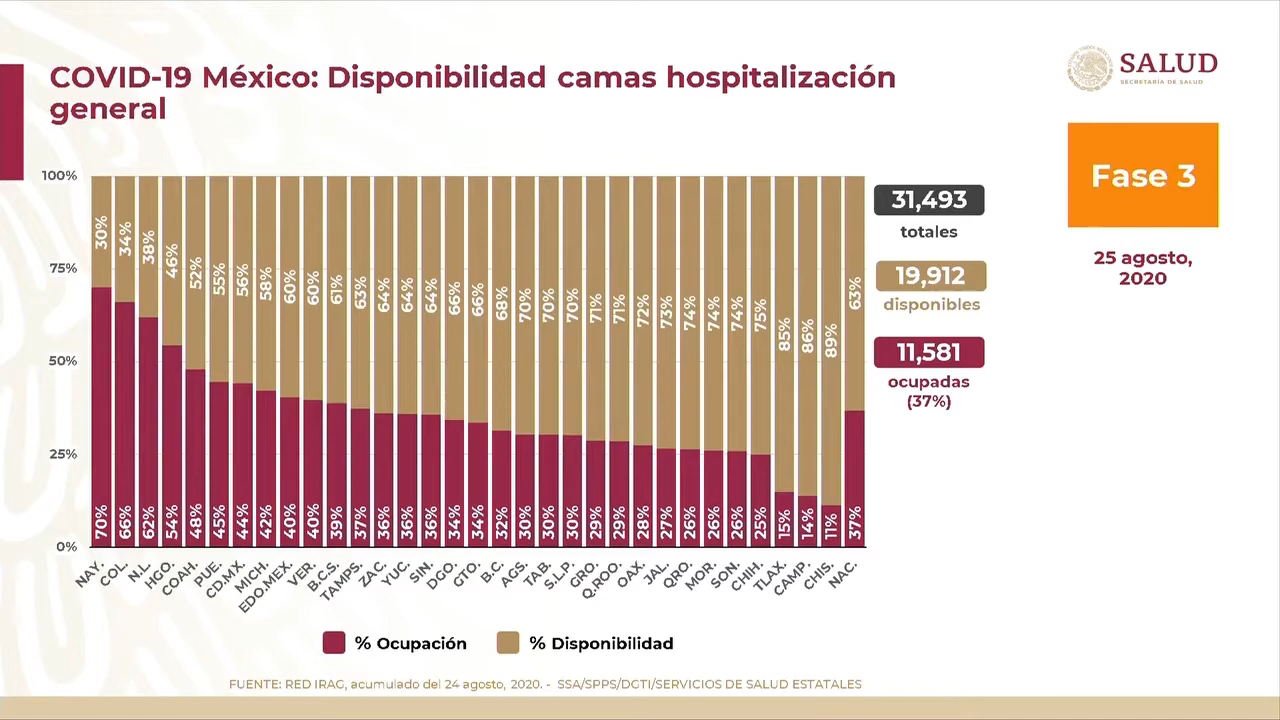 COVID-19 México: Disponibilidad camas hospitalización
general
SALUD
SECRETARÍA DE SALUD
Fase 3
25 agosto,
2020
31,493
totales
19,912
disponibles
11,581
ocupadas
(37%)
100%
75%
50%
25%
0%
30% 34% 38% 46% 52% 55% 56% 58% 60% 60% 61% 63% 64% 64% 64% 66% 66% 68% 70% 70% 70% 71% 71% 72% 73% 74% 74% 74% 75% 85% 86% 89% 63%
70% 66% 62% 54% 48% 45% 44% 42% 40% 40% 39% 37% 36% 36% 36% 34% 34% 32% 30% 30% 30% 29% 29% 28% 27% 26% 26% 26% 25% 15% 14% 11% 37%
NAY. COL. N.L. HGO. COAH. PUE. CD.MX. MICH. EDO.MEX. VER. B.C.S. TAMPS. ZAC. YUC. SIN. DGO. GTO. B.C. AGS. TAB. S.L.P. GRO. Q.ROO. OAX. JAL. QRO. MOR. SON. CHIH. TLAX. CAMP. CHIS. NAC.
% Ocupación % Disponibilidad
FUENTE: RED IRAG, acumulado del 24 agosto, 2020. - SSA/SPPS/DGTI/SERVICIOS DE SALUD ESTATALES